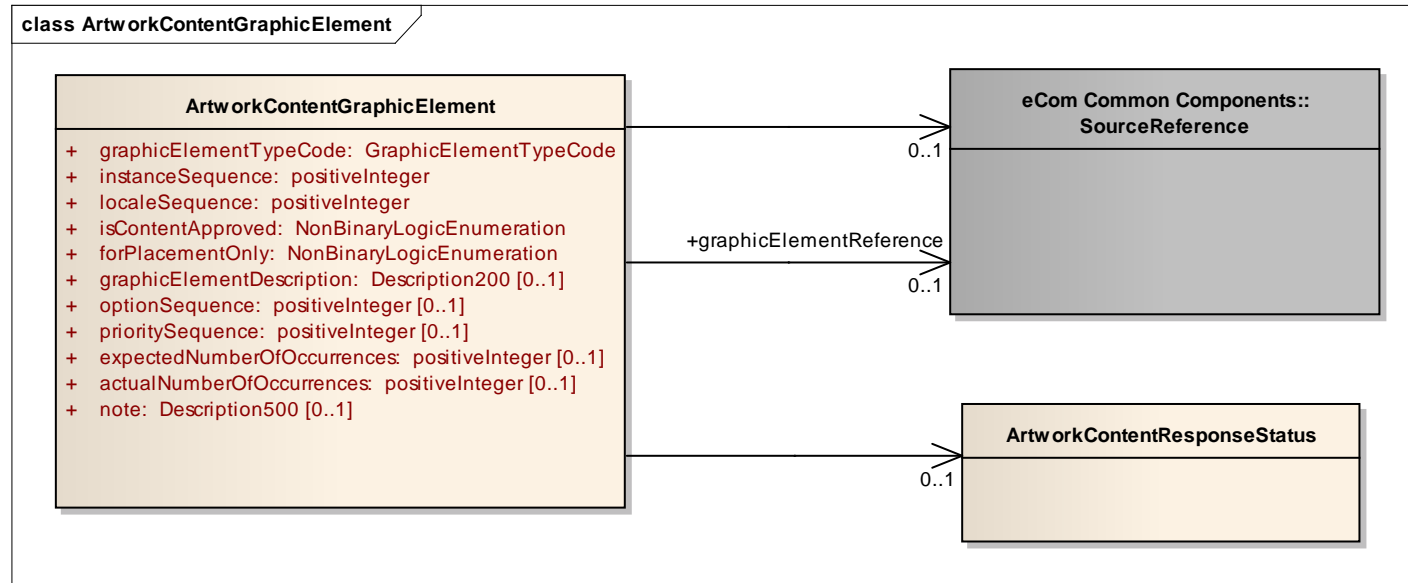 class ArtworkContentGraphicElement
ArtworkContentGraphicElement
+ graphicElementTypeCode: GraphicElementTypeCode
+ instanceSequence: positiveInteger
+ localeSequence: positiveInteger
+ isContentApproved: NonBinaryLogicEnumeration
+ forPlacementOnly: NonBinaryLogicEnumeration
+ graphicElementDescription: Description200 [0..1]
+ optionSequence: positiveInteger [0..1]
+ prioritySequence: positiveInteger [0..1]
+ expectedNumberOfOccurrences: positiveInteger [0..1]
+ actualNumberOfOccurrences: positiveInteger [0..1]
+ note: Description500 [0..1]
eCom Common Components::
SourceReference
0..1
+graphicElementReference
0..1
ArtworkContentResponseStatus
0..1